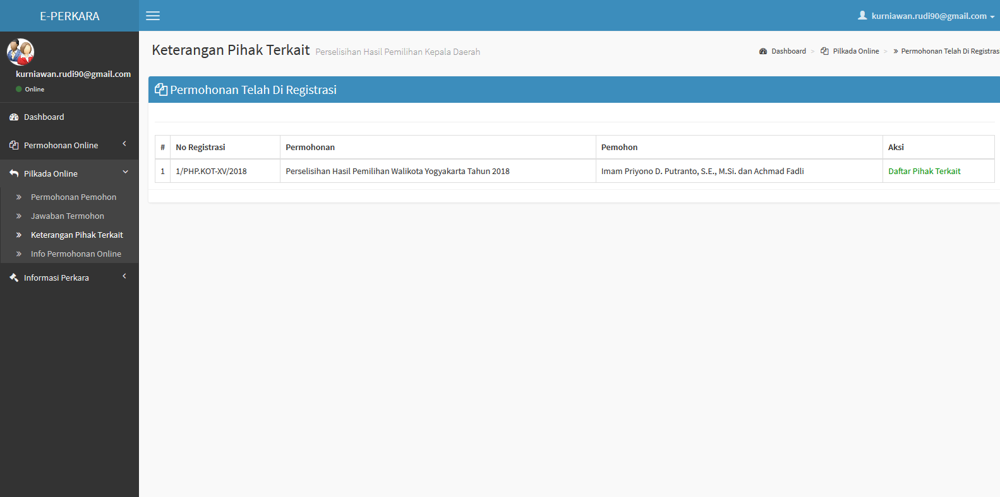 E-PERKARA
kurniawan.rudi90@gmail.com
kurniawan.rudi90@gmail.com
Online
Dashboard
Permohonan Online
Pilkada Online
Permohonan Pemohon
Jawaban Termohon
Keterangan Pihak Terkait
Info Permohonan Online
Informasi Perkara
Keterangan Pihak Terkait Perselisihan Hasil Pemilihan Kepala Daerah
Dashboard > Pilkada Online > » Permohonan Telah Di Registras
Permohonan Telah Di Registrasi
# No Registrasi Permohonan Pemohon Aksi
1 1/PHP.KOT-XV/2018 Perselisihan Hasil Pemilihan Walikota Yogyakarta Tahun 2018 Imam Priyono D. Putranto, S.E., M.Si. dan Achmad Fadli Daftar Pihak Terkait